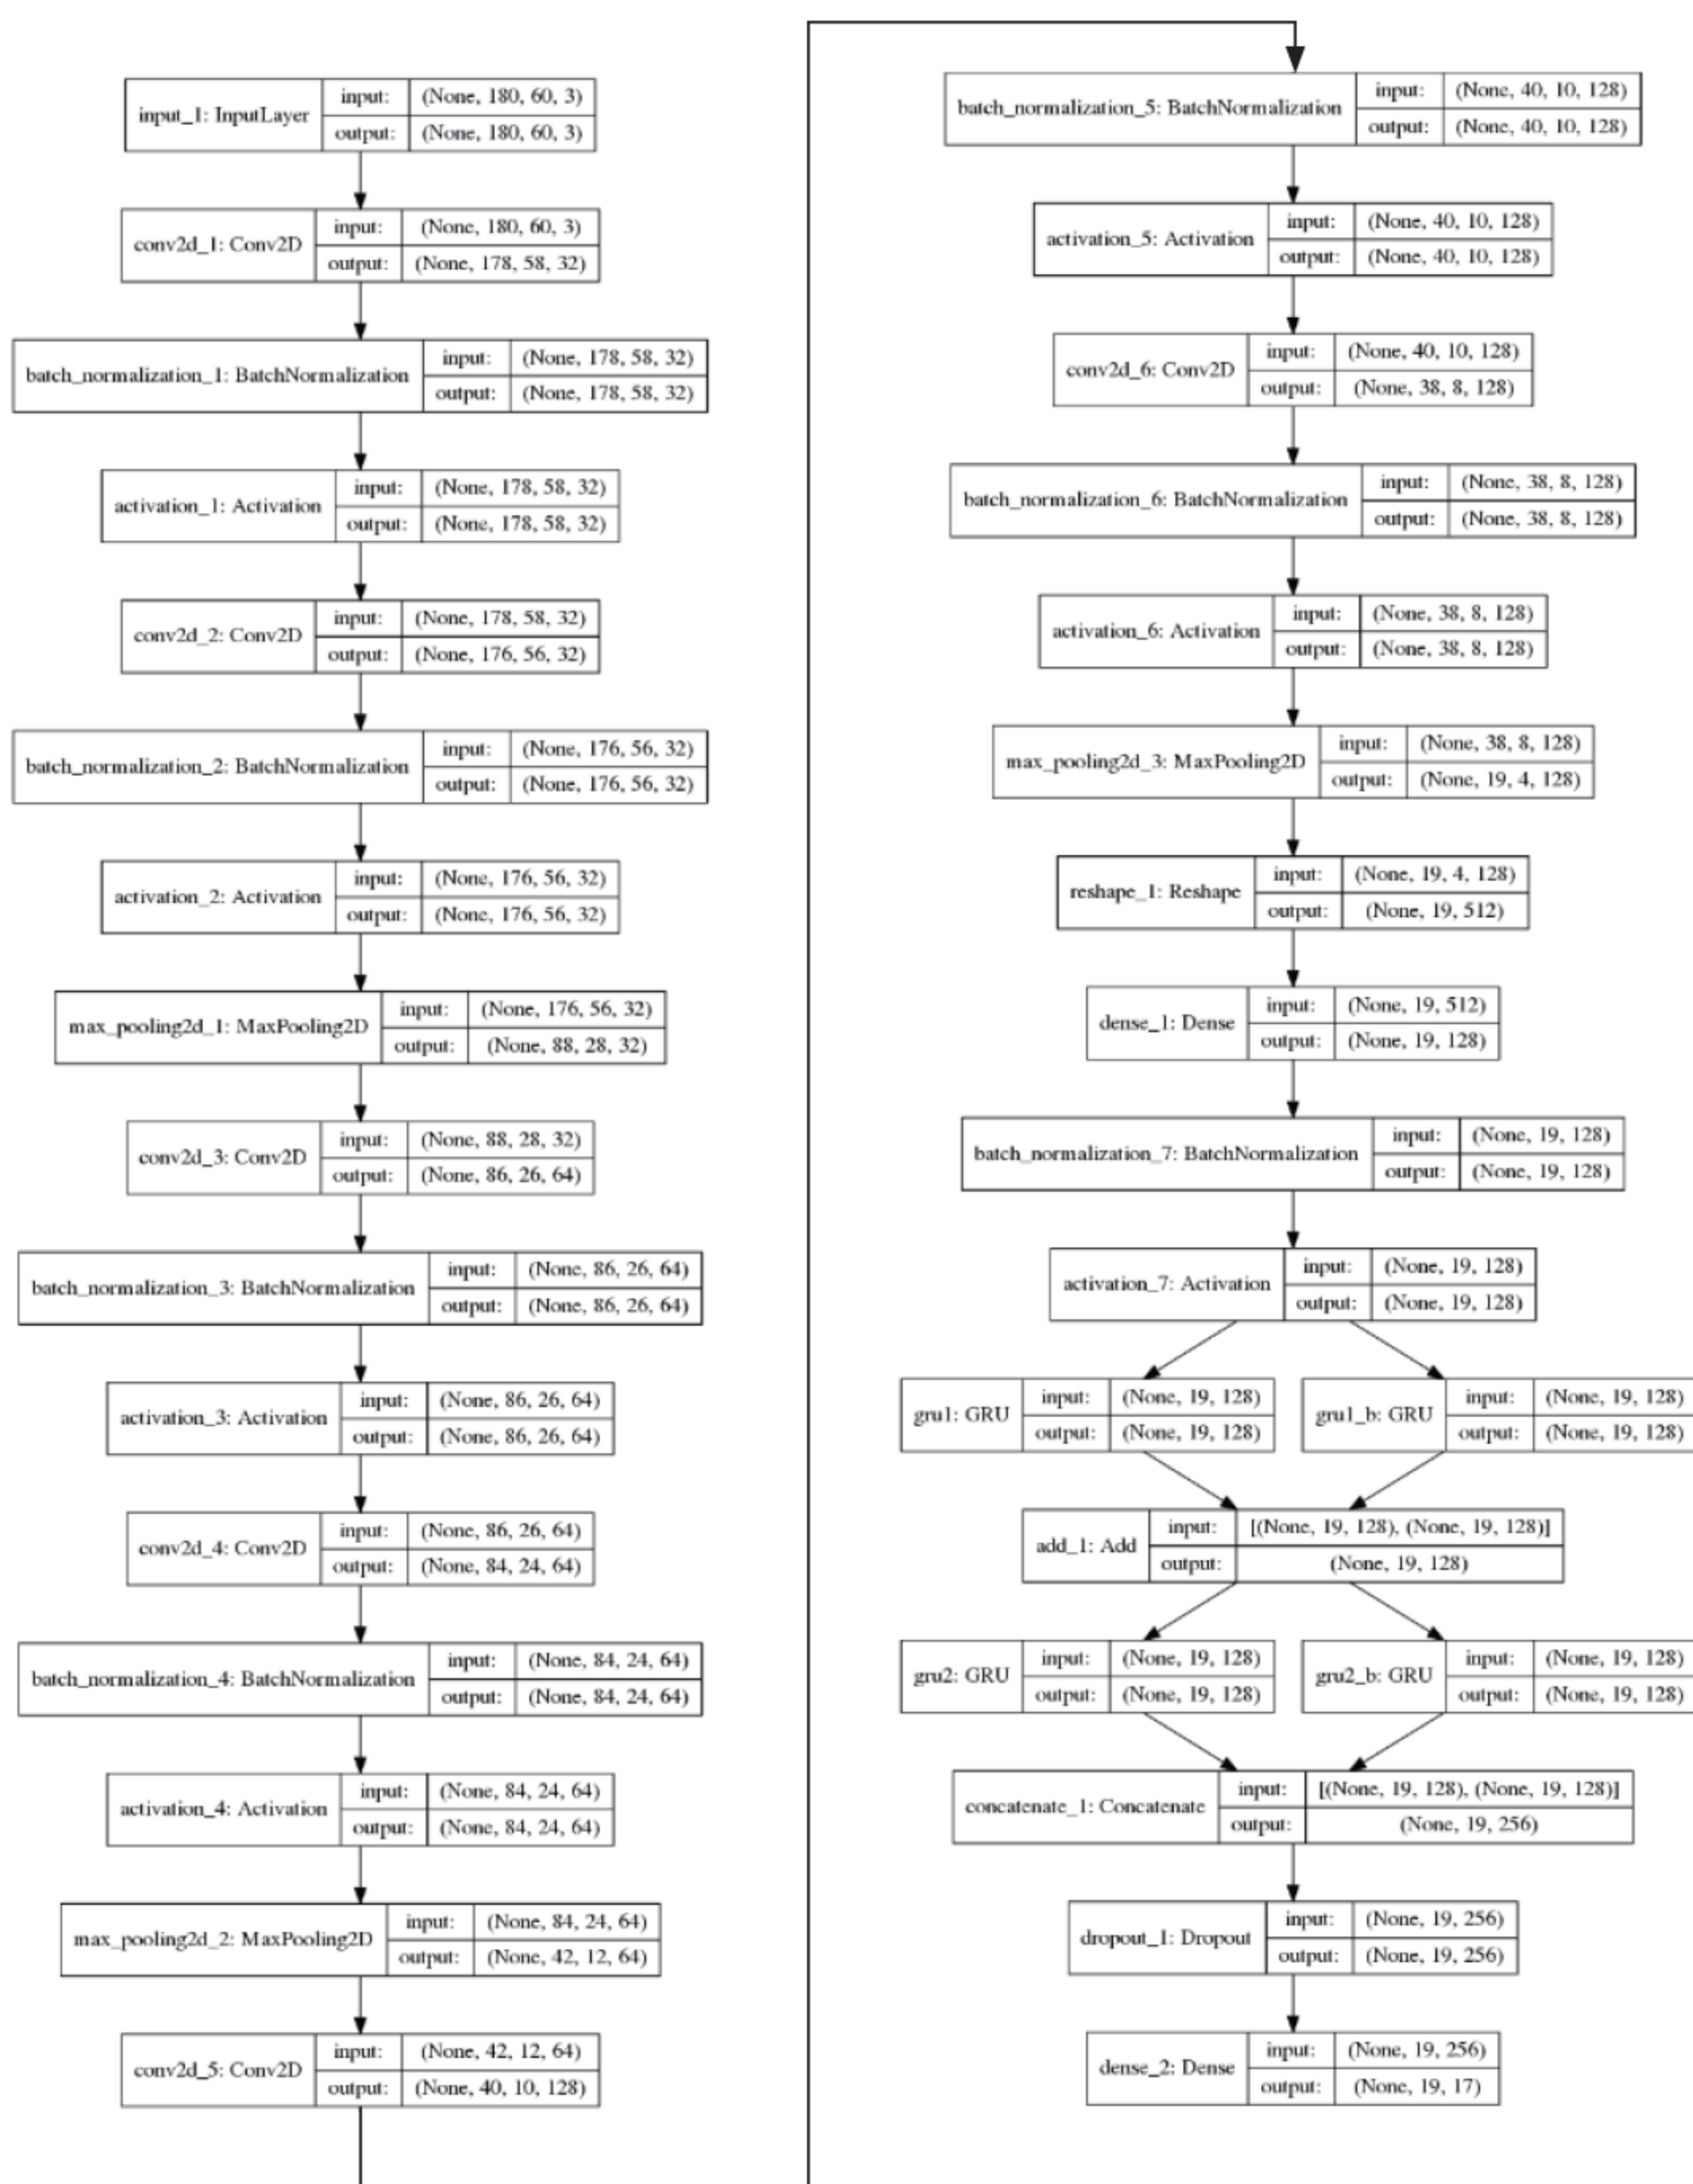 input_1: InputLayer
input: (None, 180, 60, 3)
output: (None, 180, 60, 3)
conv2d_1: Conv2D
input: (None, 180, 60, 3)
output: (None, 178, 58, 32)
batch_normalization_1: BatchNormalization
input: (None, 178, 58, 32)
output: (None, 178, 58, 32)
activation_1: Activation
input: (None, 178, 58, 32)
output: (None, 178, 58, 32)
conv2d_2: Conv2D
input: (None, 178, 58, 32)
output: (None, 176, 56, 32)
batch_normalization_2: BatchNormalization
input: (None, 176, 56, 32)
output: (None, 176, 56, 32)
activation_2: Activation
input: (None, 176, 56, 32)
output: (None, 176, 56, 32)
max_pooling2d_1: MaxPooling2D
input: (None, 176, 56, 32)
output: (None, 88, 28, 32)
conv2d_3: Conv2D
input: (None, 88, 28, 32)
output: (None, 86, 26, 64)
batch_normalization_3: BatchNormalization
input: (None, 86, 26, 64)
output: (None, 86, 26, 64)
activation_3: Activation
input: (None, 86, 26, 64)
output: (None, 86, 26, 64)
conv2d_4: Conv2D
input: (None, 86, 26, 64)
output: (None, 84, 24, 64)
batch_normalization_4: BatchNormalization
input: (None, 84, 24, 64)
output: (None, 84, 24, 64)
activation_4: Activation
input: (None, 84, 24, 64)
output: (None, 84, 24, 64)
max_pooling2d_2: MaxPooling2D
input: (None, 84, 24, 64)
output: (None, 42, 12, 64)
conv2d_5: Conv2D
input: (None, 42, 12, 64)
output: (None, 40, 10, 128)
batch_normalization_5: BatchNormalization
input: (None, 40, 10, 128)
output: (None, 40, 10, 128)
activation_5: Activation
input: (None, 40, 10, 128)
output: (None, 40, 10, 128)
conv2d_6: Conv2D
input: (None, 40, 10, 128)
output: (None, 38, 8, 128)
batch_normalization_6: BatchNormalization
input: (None, 38, 8, 128)
output: (None, 38, 8, 128)
activation_6: Activation
input: (None, 38, 8, 128)
output: (None, 38, 8, 128)
max_pooling2d_3: MaxPooling2D
input: (None, 38, 8, 128)
output: (None, 19, 4, 128)
reshape_1: Reshape
input: (None, 19, 4, 128)
output: (None, 19, 512)
dense_1: Dense
input: (None, 19, 512)
output: (None, 19, 128)
batch_normalization_7: BatchNormalization
input: (None, 19, 128)
output: (None, 19, 128)
activation_7: Activation
input: (None, 19, 128)
output: (None, 19, 128)
gru1: GRU
input: (None, 19, 128)
output: (None, 19, 128)
gru1_b: GRU
input: (None, 19, 128)
output: (None, 19, 128)
add_1: Add
input: [(None, 19, 128), (None, 19, 128)]
output: (None, 19, 128)
gru2: GRU
input: (None, 19, 128)
output: (None, 19, 128)
gru2_b: GRU
input: (None, 19, 128)
output: (None, 19, 128)
concatenate_1: Concatenate
input: [(None, 19, 128), (None, 19, 128)]
output: (None, 19, 256)
dropout_1: Dropout
input: (None, 19, 256)
output: (None, 19, 256)
dense_2: Dense
input: (None, 19, 256)
output: (None, 19, 17)